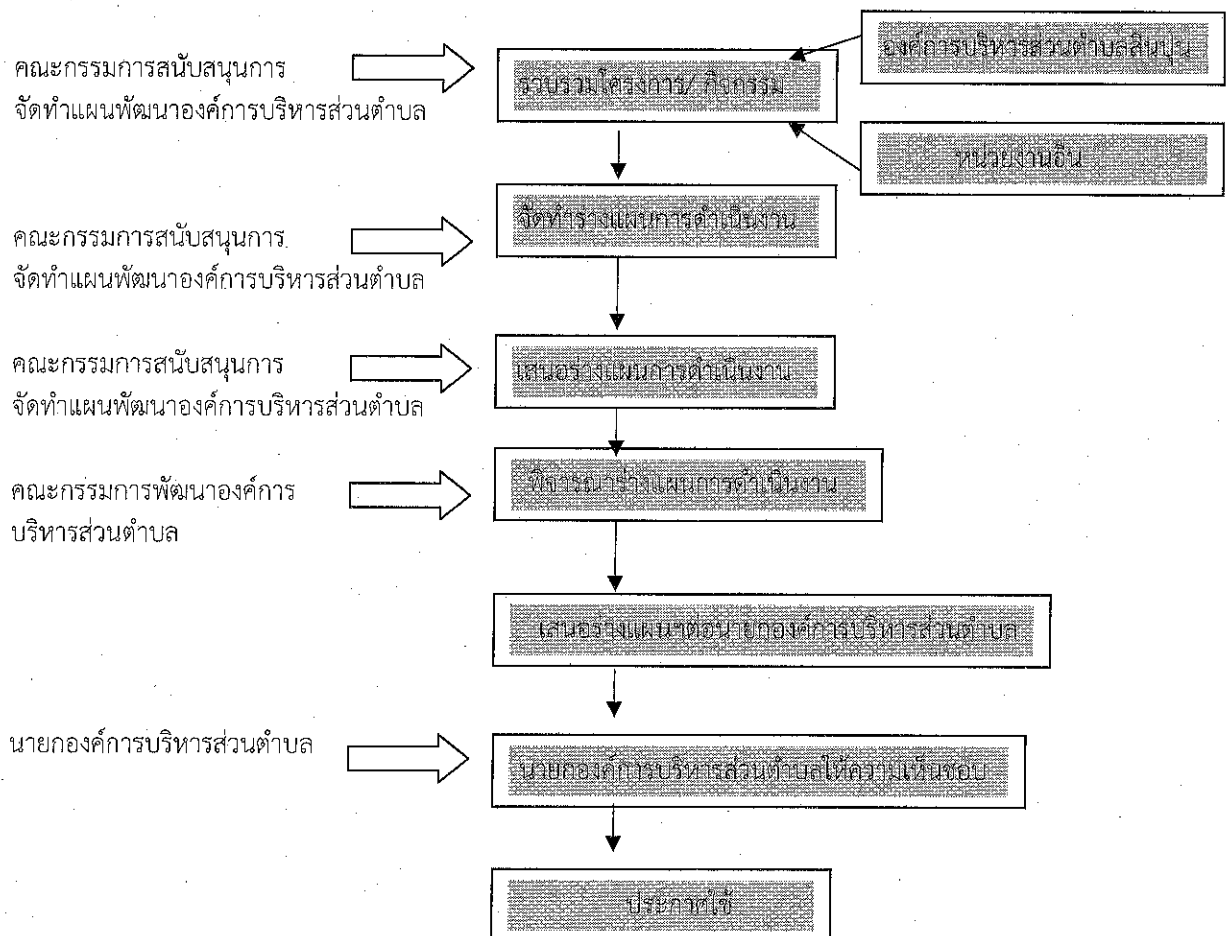 คณะกรรมการสนับสนุนการ
จัดทำแผนพัฒนาองค์การบริหารส่วนตำบล
รวบรวมโครงการ/ กิจกรรม
องค์การบริหารส่วนตำบลสินปุน
หน่วยงานอื่น
คณะกรรมการสนับสนุนการ
จัดทำแผนพัฒนาองค์การบริหารส่วนตำบล
จัดทำร่างแผนการดำเนินงาน
คณะกรรมการสนับสนุนการ
จัดทำแผนพัฒนาองค์การบริหารส่วนตำบล
เสนอร่างแผนการดำเนินงาน
คณะกรรมการพัฒนาองค์การ
บริหารส่วนตำบล
พิจารณาร่างแผนการดำเนินงาน
เสนอร่างแผนฯต่อนายกองค์การบริหารส่วนตำบล
นายกองค์การบริหารส่วนตำบล
นายกองค์การบริหารส่วนตำบลให้ความเห็นชอบ
ประกาศใช้